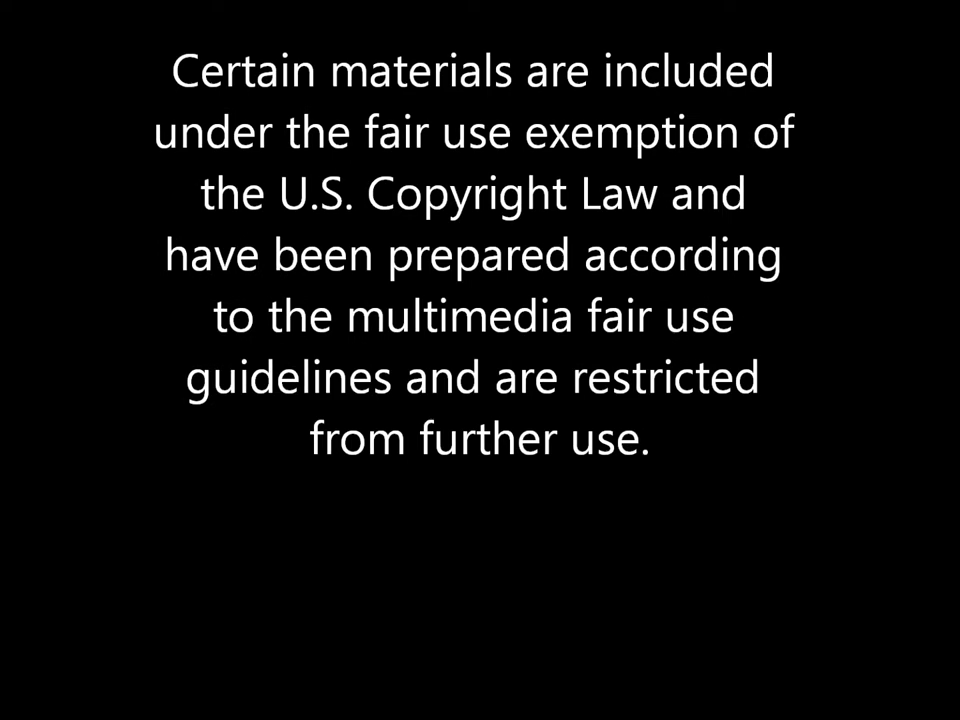 Certain materials are included
under the fair use exemption of
the U.S. Copyright Law and
have been prepared according
to the multimedia fair use
guidelines and are restricted
from further use.